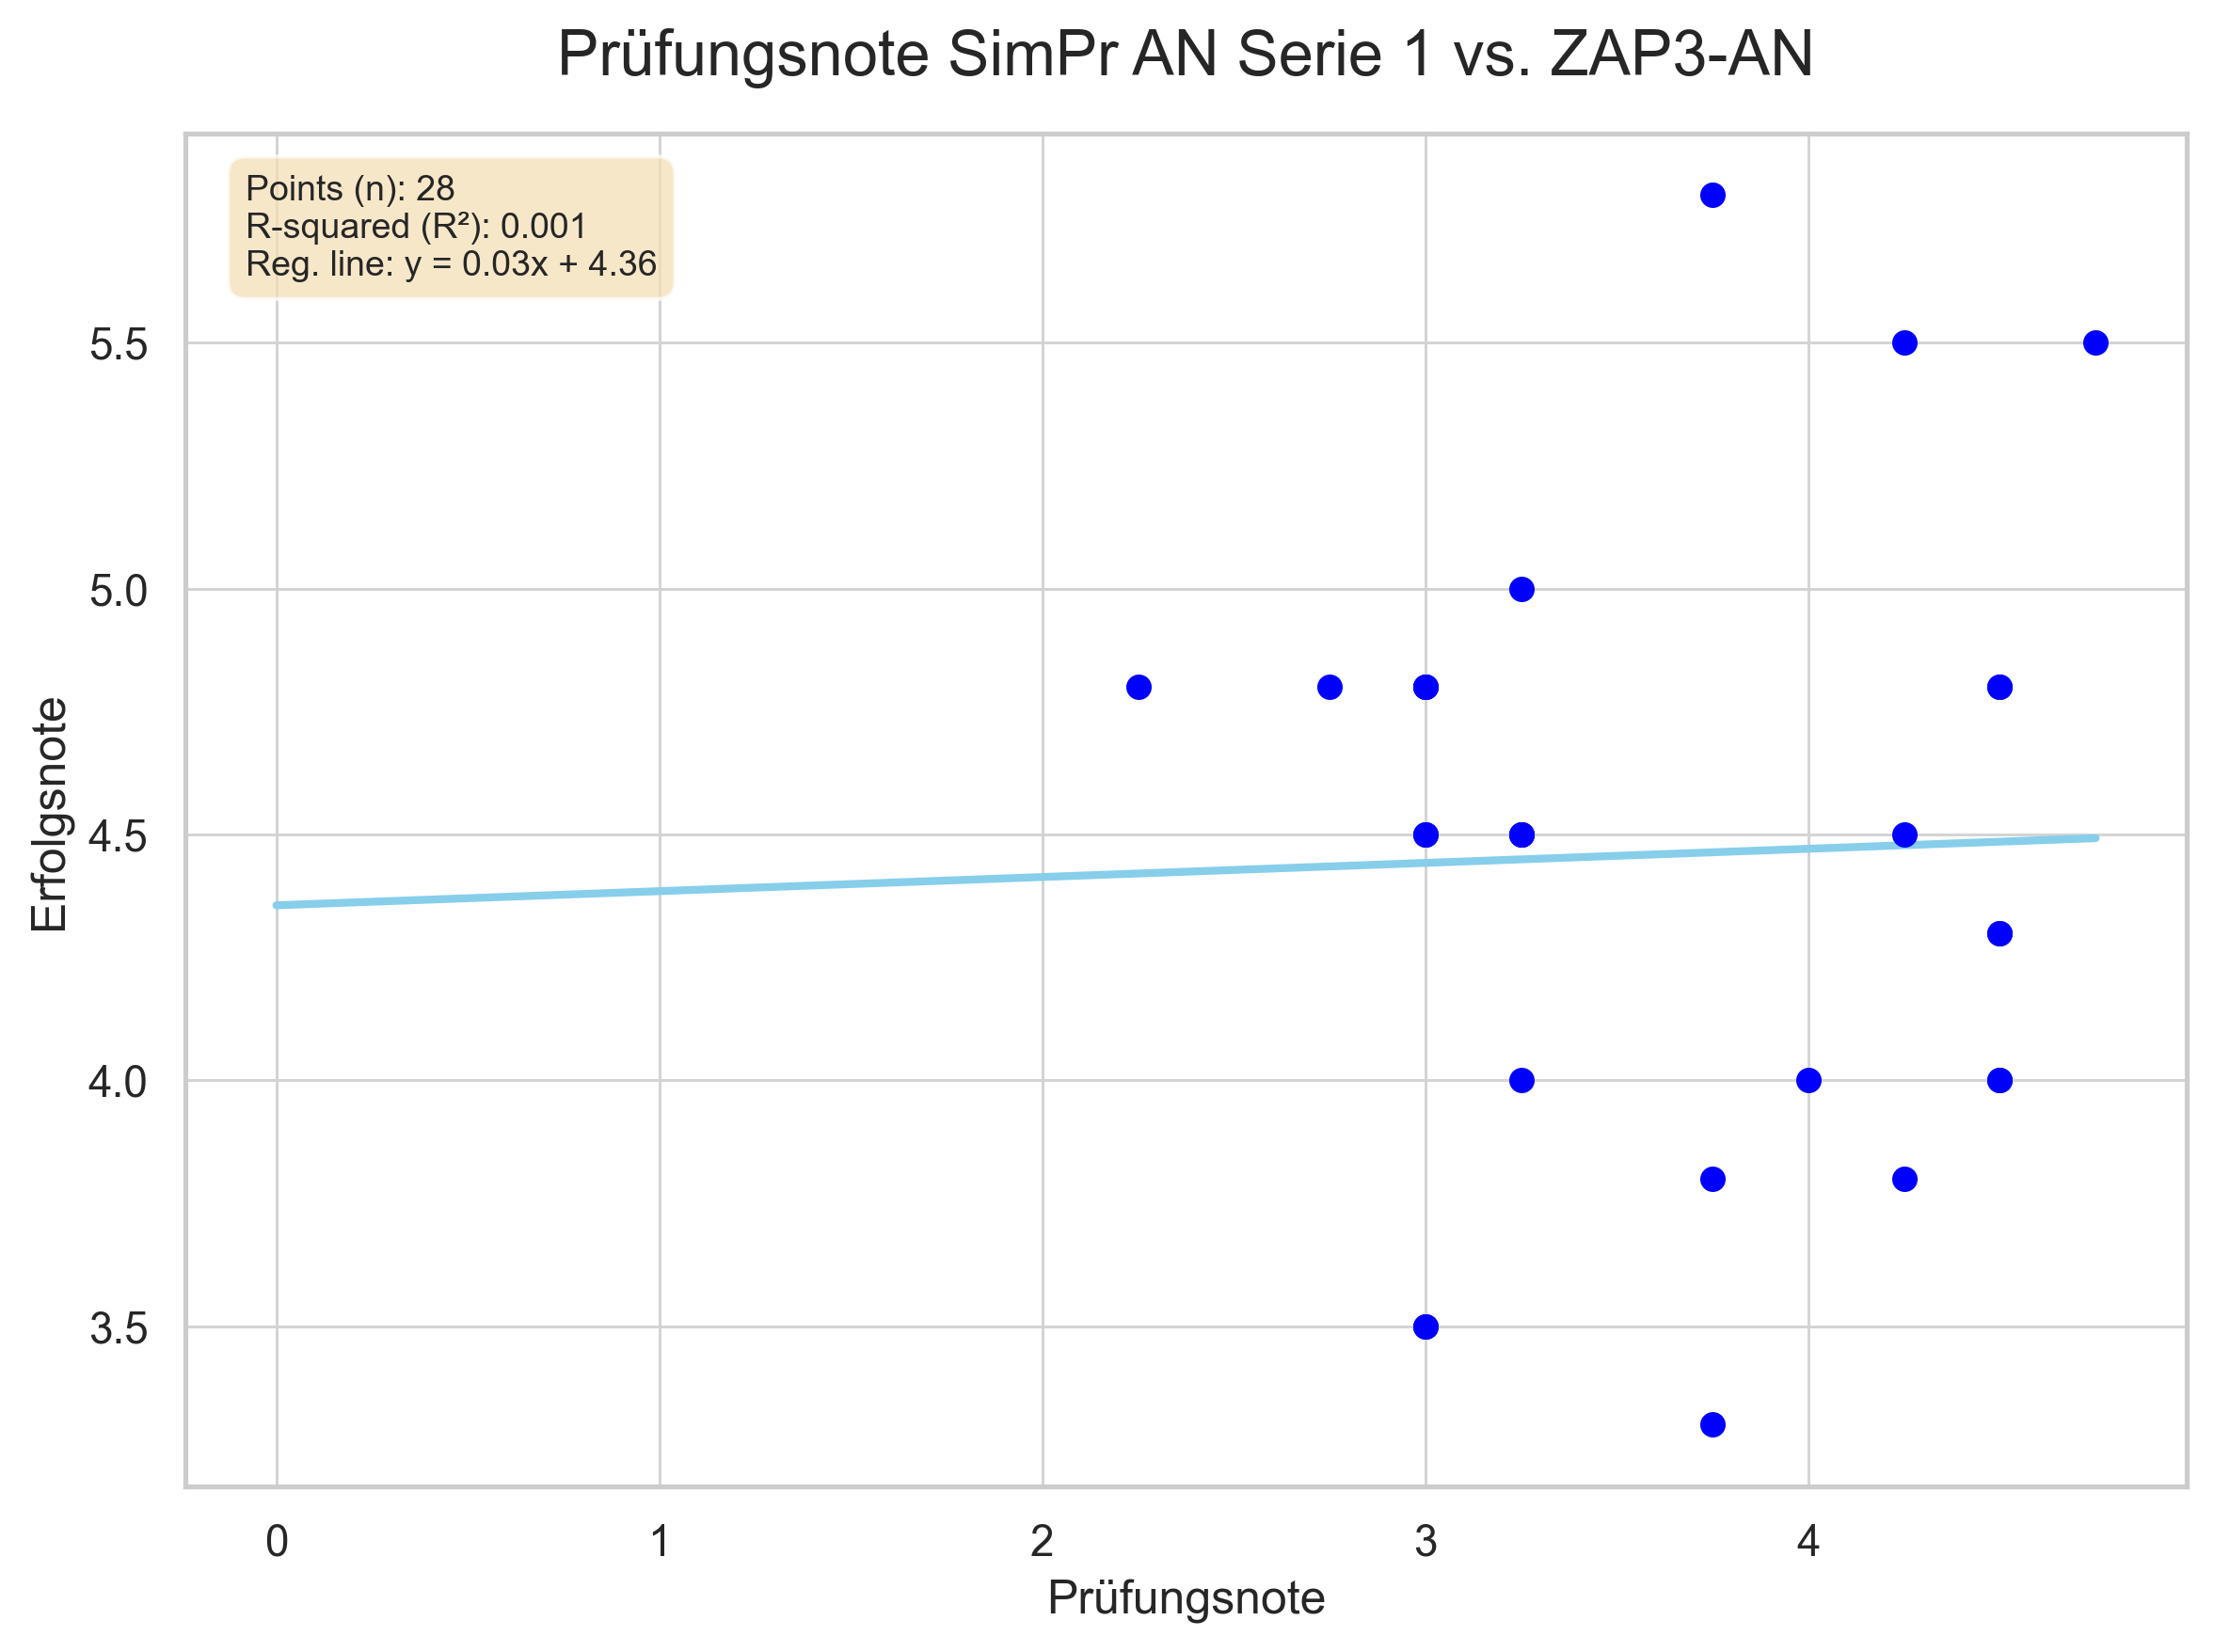 Prüfungsnote SimPr AN Serie 1 vs. ZAP3-AN
Points (n): 28
R-squared (R²): 0.001
Reg. line: y = 0.03x + 4.36
5.5
5.0
4.5
4.0
3.5
Erfolgsnote
0 1 2 3 4
Prüfungsnote